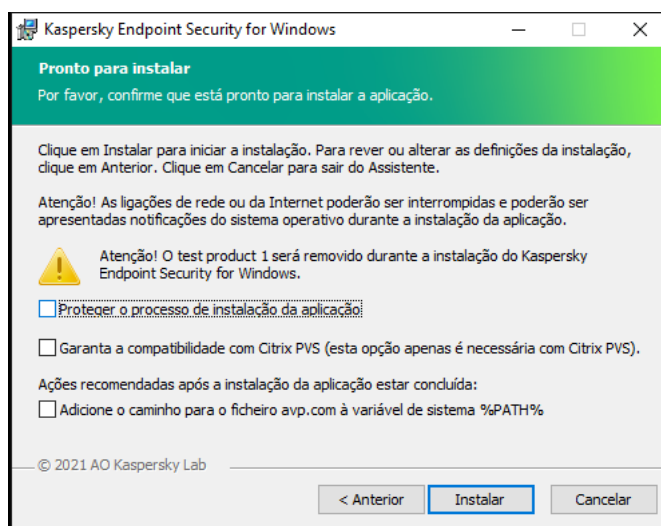 Kaspersky Endpoint Security for Windows
Pronto para instalar
Por favor, confirme que está pronto para instalar a aplicação.
Clique em Instalar para iniciar a instalação. Para rever ou alterar as definições da instalação,
clique em Anterior. Clique em Cancelar para sair do Assistente.
Atenção! As ligações de rede ou da Internet poderão ser interrompidas e poderão ser
apresentadas notificações do sistema operativo durante a instalação da aplicação.
Atenção! O test product 1 será removido durante a instalação do Kaspersky
Endpoint Security for Windows.
Proteger o processo de instalação da aplicação
Garanta a compatibilidade com Citrix PVS (esta opção apenas é necessária com Citrix PVS).
Ações recomendadas após a instalação da aplicação estar concluída:
Adicione o caminho para o ficheiro avp.com à variável de sistema %PATH%
© 2021 AO Kaspersky Lab
< Anterior
Instalar
Cancelar